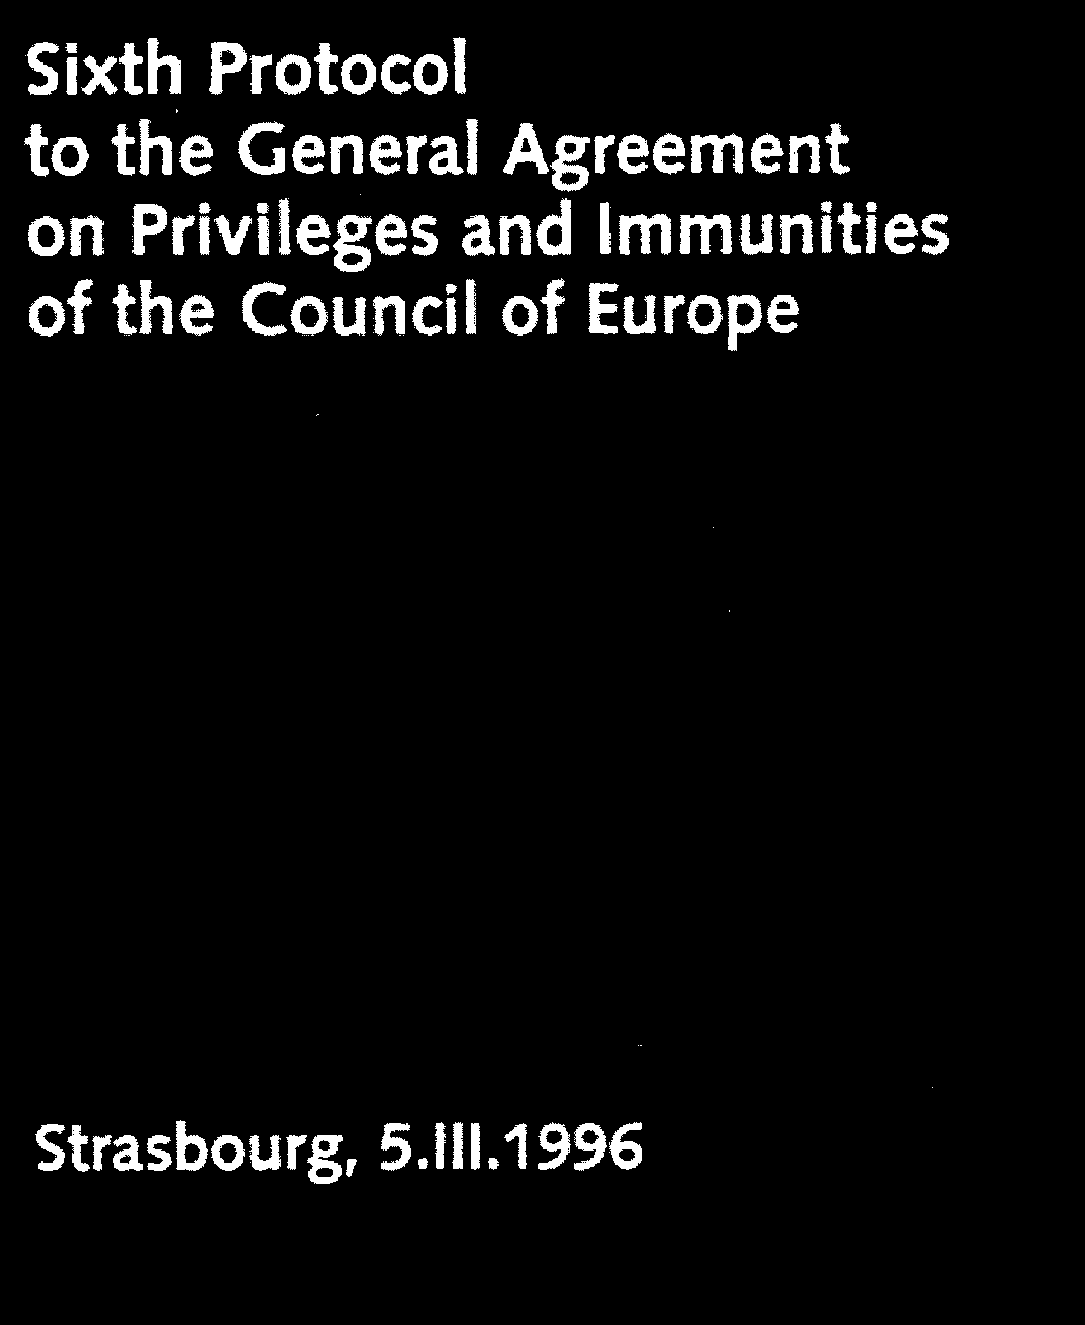 Sixth Protocol
to the General Agreement
on Privileges and Immunities
of the Council of Europe
Strasbourg, 5.III.1996